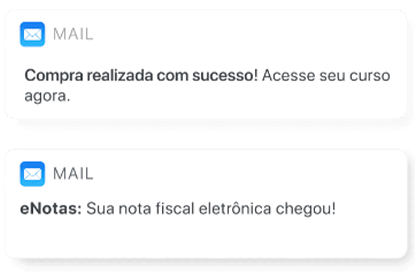 MAIL
Compra realizada com sucesso! Acesse seu curso
agora.
MAIL
eNotas: Sua nota fiscal eletrônica chegou!